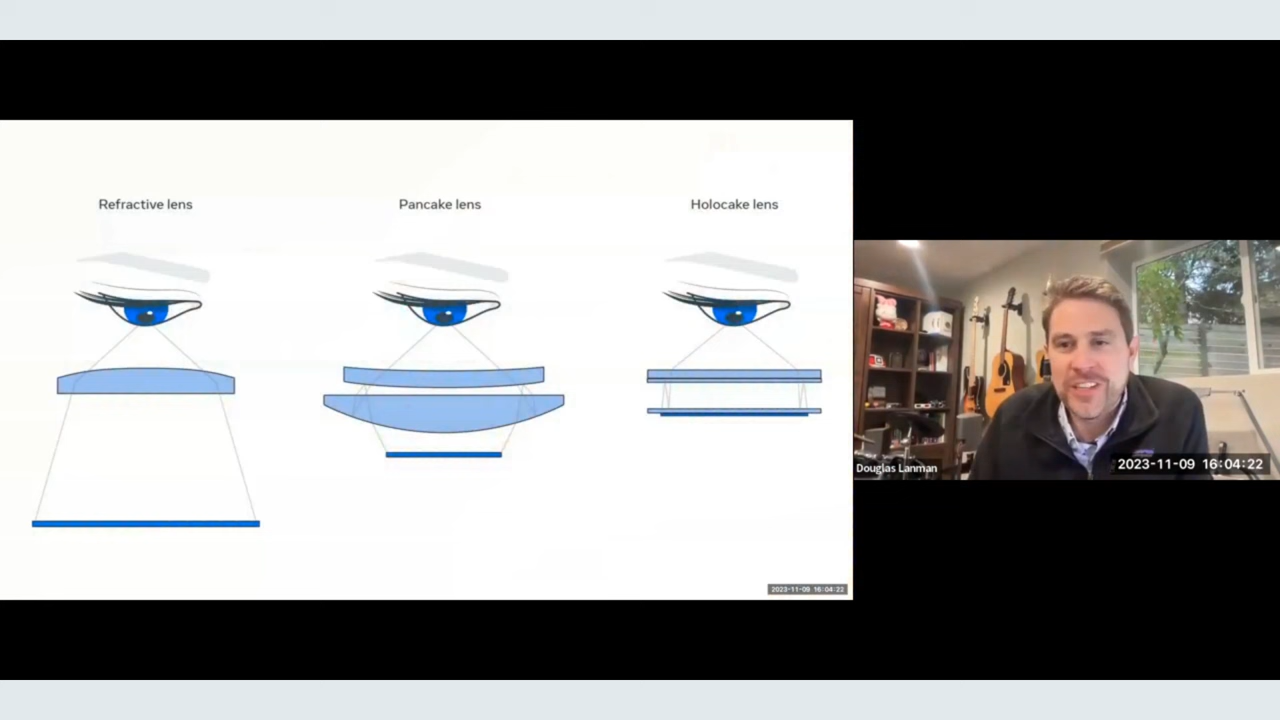 Refractive lens
Pancake lens
Holocake lens
Douglas Lanman
2023-11-09 16:04:22
2023-11-09 16:04:22